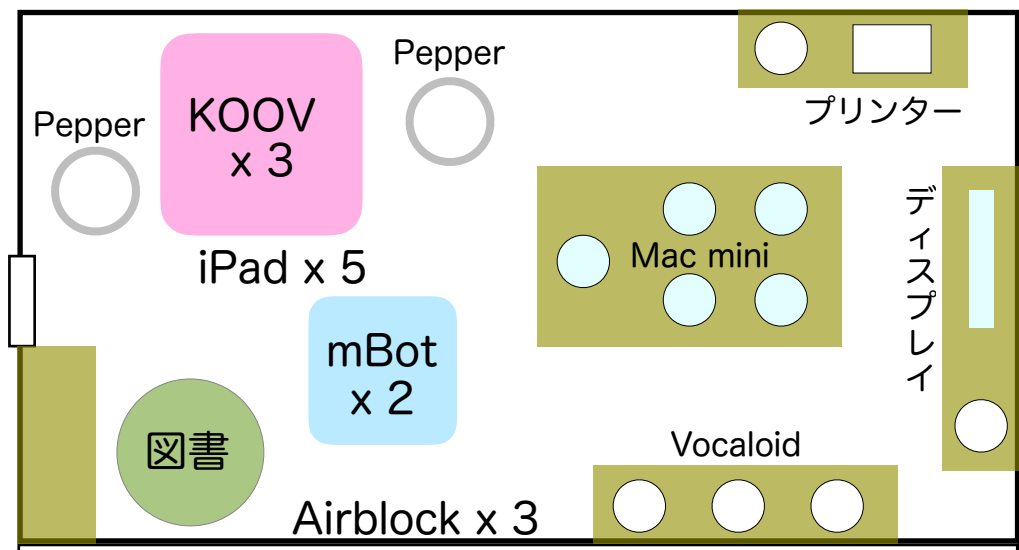 Pepper
Pepper
KOOV
x 3
プリンター
iPad x 5
Mac mini
ディスプレイ
mBot
x 2
図書
Vocaloid
Airblock x 3